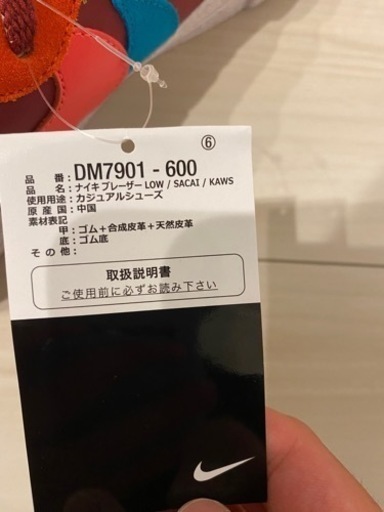 ⑥
品番：DM7901 - 600
品名：ナイキ ブレーザー LOW / SACAI / KAWS
使用用途：カジュアルシューズ
原産国：中国
素材表記
甲：ゴム＋合成皮革＋天然皮革
底：ゴム底
その他：
取扱説明書
ご使用前に必ずお読み下さい